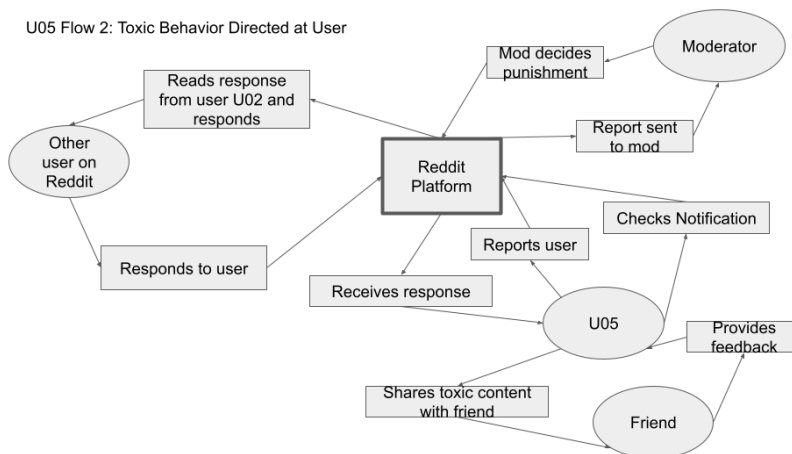 U05 Flow 2: Toxic Behavior Directed at User
Mod decides
punishment
Moderator
Reads response
from user U02 and
responds
Report sent
to mod
Other
user on
Reddit
Reddit
Platform
Checks Notification
Reports user
Responds to user
Receives response
U05
Provides
feedback
Shares toxic content
with friend
Friend